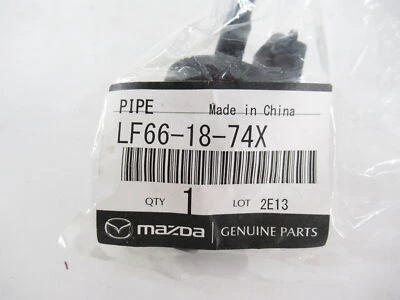 PIPE Made in China
LF66-18-74X
QTY 1 LOT 2E13
mazda GENUINE PARTS